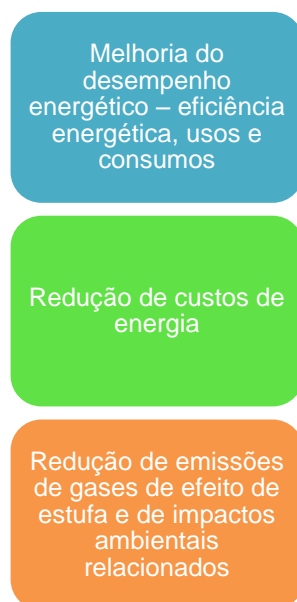 Melhoria do
desempenho
energético – eficiência
energética, usos e
consumos
Redução de custos de
energia
Redução de emissões
de gases de efeito de
estufa e de impactos
ambientais
relacionados